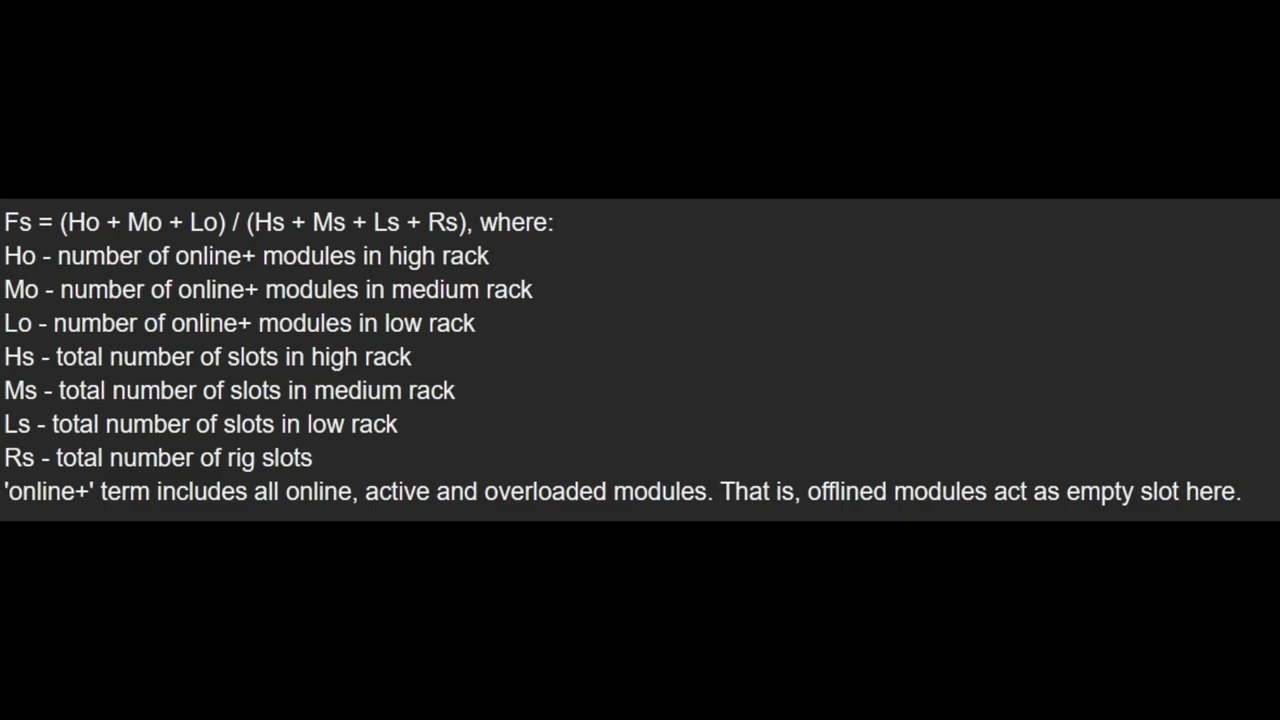 Fs = (Ho + Mo + Lo) / (Hs + Ms + Ls + Rs), where:
Ho - number of online+ modules in high rack
Mo - number of online+ modules in medium rack
Lo - number of online+ modules in low rack
Hs - total number of slots in high rack
Ms - total number of slots in medium rack
Ls - total number of slots in low rack
Rs - total number of rig slots
'online+' term includes all online, active and overloaded modules. That is, offlined modules act as empty slot here.